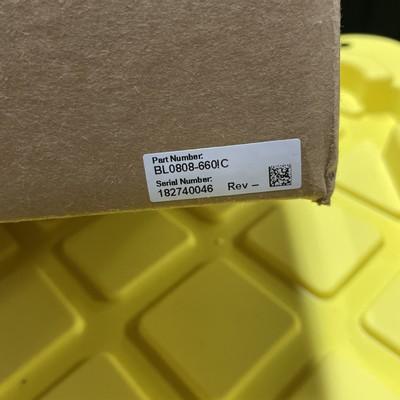 Part Number:
BL0808-660IC
Serial Number:
182740046 Rev –